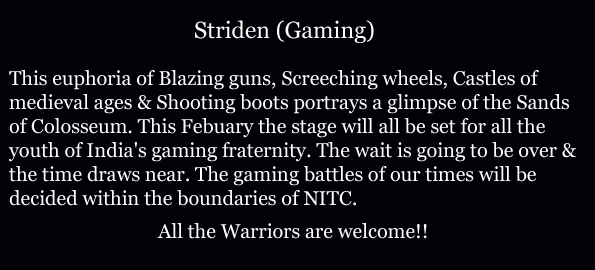 Striden (Gaming)
This euphoria of Blazing guns, Screeching wheels, Castles of
medieval ages & Shooting boots portrays a glimpse of the Sands
of Colosseum. This Febuary the stage will all be set for all the
youth of India's gaming fraternity. The wait is going to be over &
the time draws near. The gaming battles of our times will be
decided within the boundaries of NITC.
All the Warriors are welcome!!